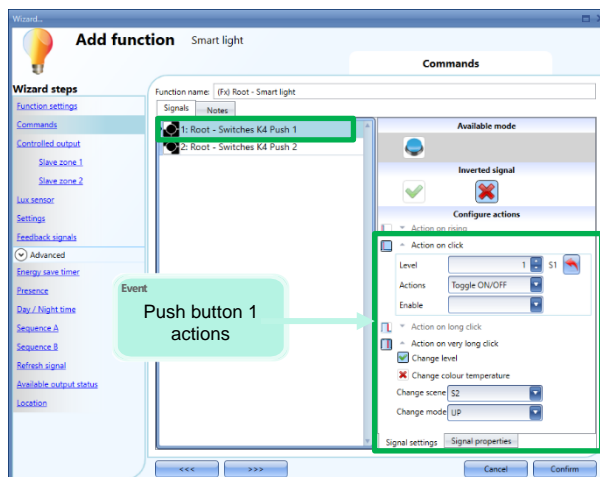 Wizard...
Add function Smart light
Commands
Wizard steps
Function settings
Commands
Controlled output
Slave zone 1
Slave zone 2
Lux sensor
Settings
Feedback signals
Advanced
Energy save timer
Presence
Day / Night time
Sequence A
Sequence B
Refresh signal
Available output status
Location
Function name: (Fx) Root - Smart light
Signals Notes
1: Root - Switches K4 Push 1
2: Root - Switches K4 Push 2
Event
Push button 1
actions
Available mode
Inverted signal
Configure actions
Action on rising
Action on click
Level 1 S1
Actions Toggle ON/OFF
Enable
Action on long click
Action on very long click
Change level
Change colour temperature
Change scene S2
Change mode UP
Signal settings Signal properties
<<< >>> Cancel Confirm